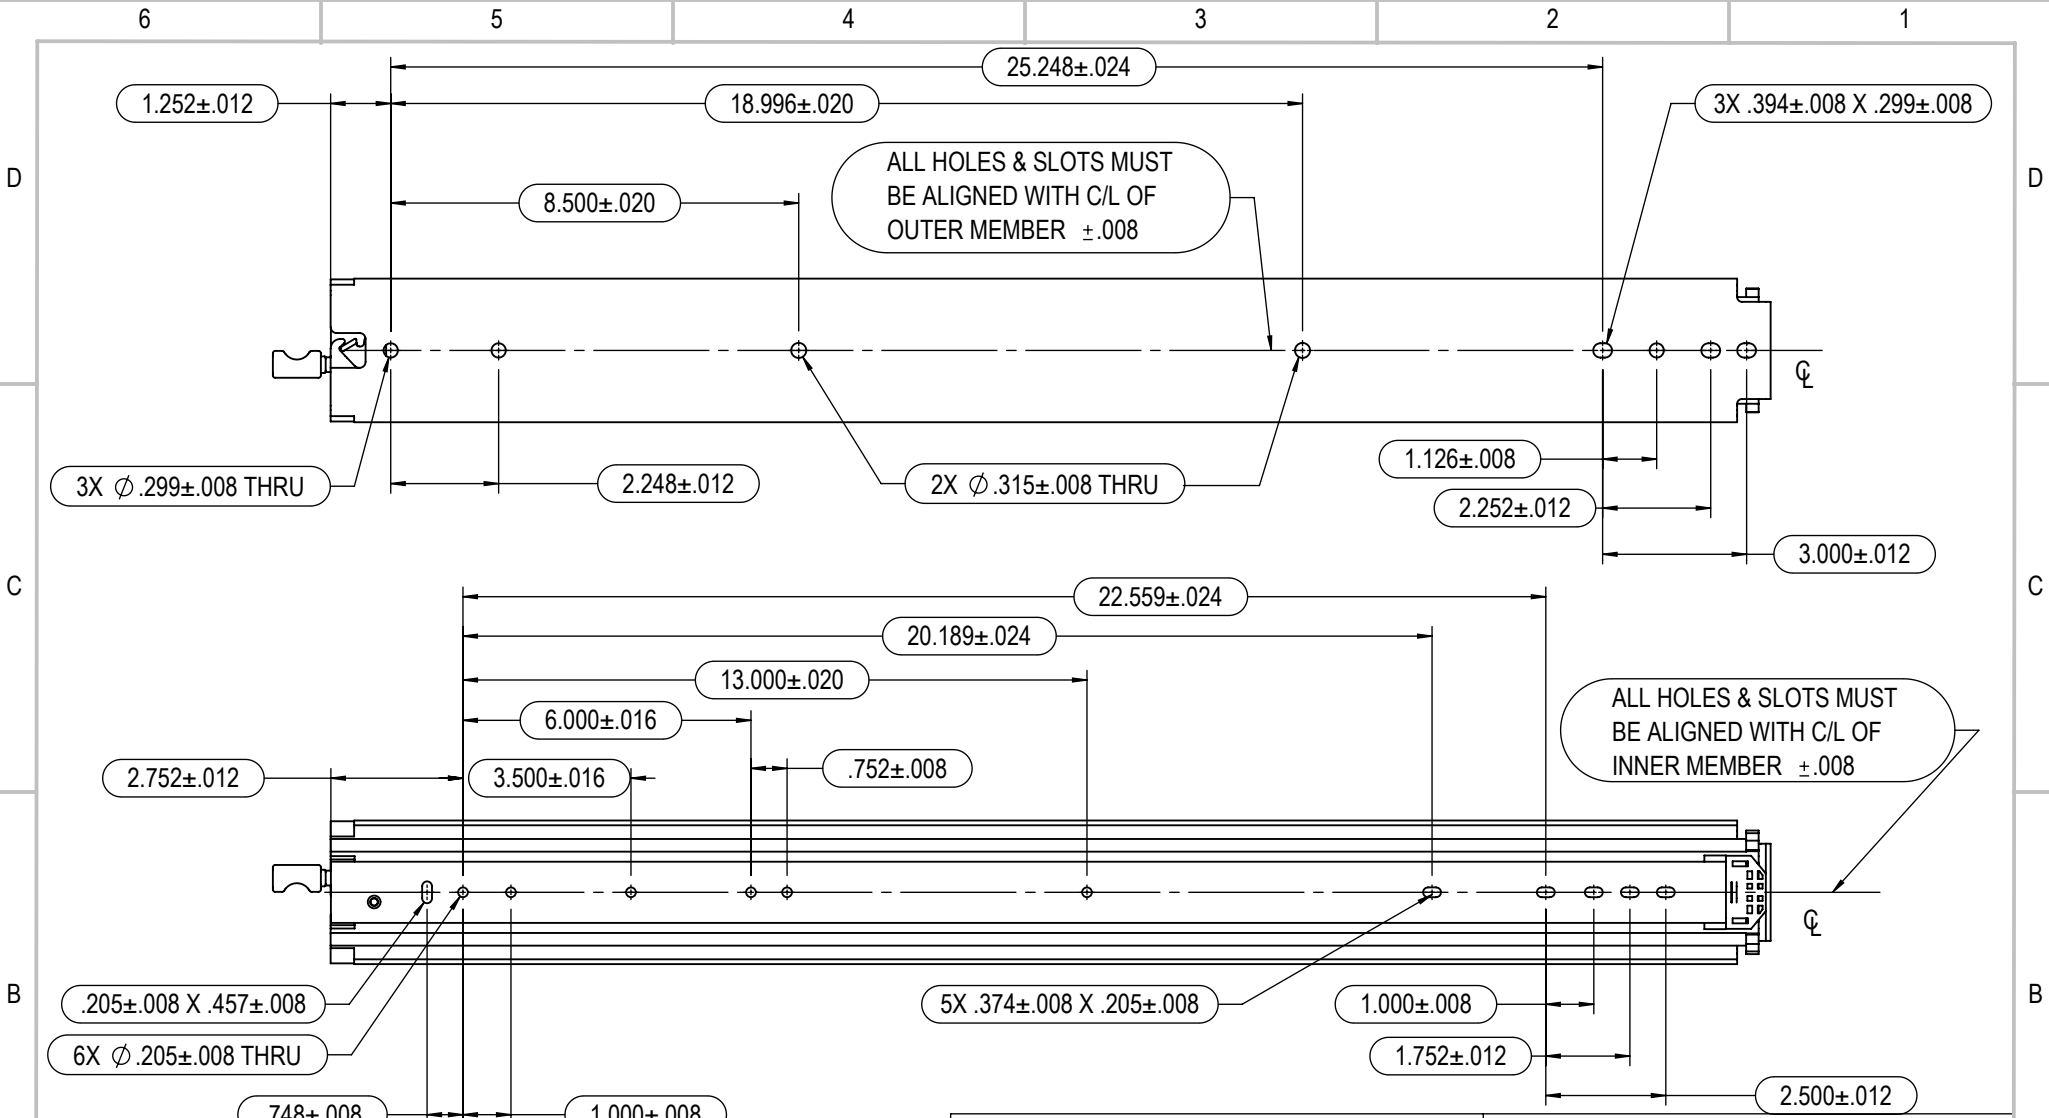 6 5 4 3 2 1
25.248±.024
1.252±.012
18.996±.020
3X .394±.008 X .299±.008
ALL HOLES & SLOTS MUST
BE ALIGNED WITH C/L OF
OUTER MEMBER ±.008
D
D
8.500±.020
℄
1.126±.008
3X ∅ .299±.008 THRU
2.248±.012
2X ∅ .315±.008 THRU
2.252±.012
3.000±.012
C
C
22.559±.024
20.189±.024
13.000±.020
6.000±.016
ALL HOLES & SLOTS MUST
BE ALIGNED WITH C/L OF
INNER MEMBER ±.008
2.752±.012
3.500±.016
.752±.008
℄
B
B
.205±.008 X .457±.008
5X .374±.008 X .205±.008
1.000±.008
6X ∅ .205±.008 THRU
1.752±.012
2.500±.012
.748±.008
1.000±.008